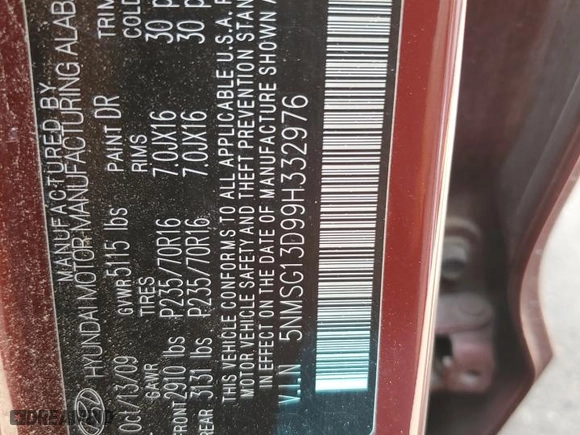 MANUFACTURED BY
HYUNDAI MOTOR MANUFACTURING ALAB
GVWR 5115 lbs PAINT DR TRIM
TIRES RIMS COLD
P235/70R16 7.0JX16 30
P235/70R16 7.0JX16 30
/13/09
GAWR
FRONT 2910 lbs
REAR 3131 lbs
THIS VEHICLE CONFORMS TO ALL APPLICABLE U.S.A.
MOTOR VEHICLE SAFETY AND THEFT PREVENTION STAN
IN EFFECT ON THE DATE OF MANUFACTURE SHOWN
V.I.N 5NMSG13D99H332976
DREAM